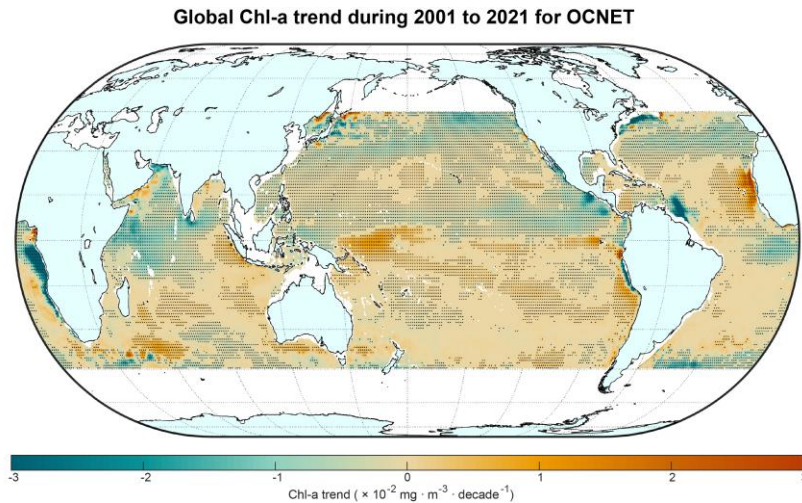 Global Chl-a trend during 2001 to 2021 for OCNET
-3 -2 -1 0 1 2
Chl-a trend ( × 10⁻² mg · m⁻³ · decade⁻¹)